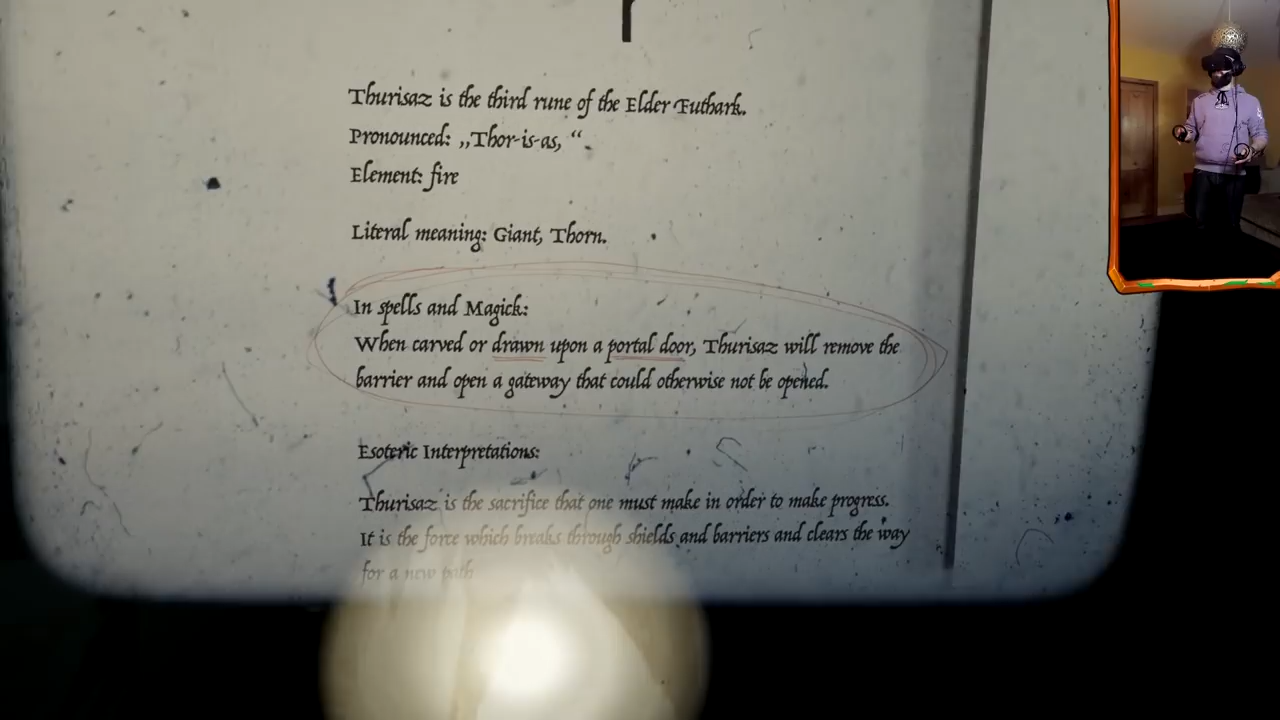 Thurisaz is the third rune of the Elder Futhark.
Pronounced: „Thor-is-as, “.
Element: fire
Literal meaning: Giant, Thorn.
In spells and Magick:
When carved or drawn upon a portal door, Thurisaz will remove the
barrier and open a gateway that could otherwise not be opened.
Esoteric Interpretations:
Thurisaz is the sacrifice that one must make in order to make progress.
It is the force which breaks through shields and barriers and clears the way
for a new path